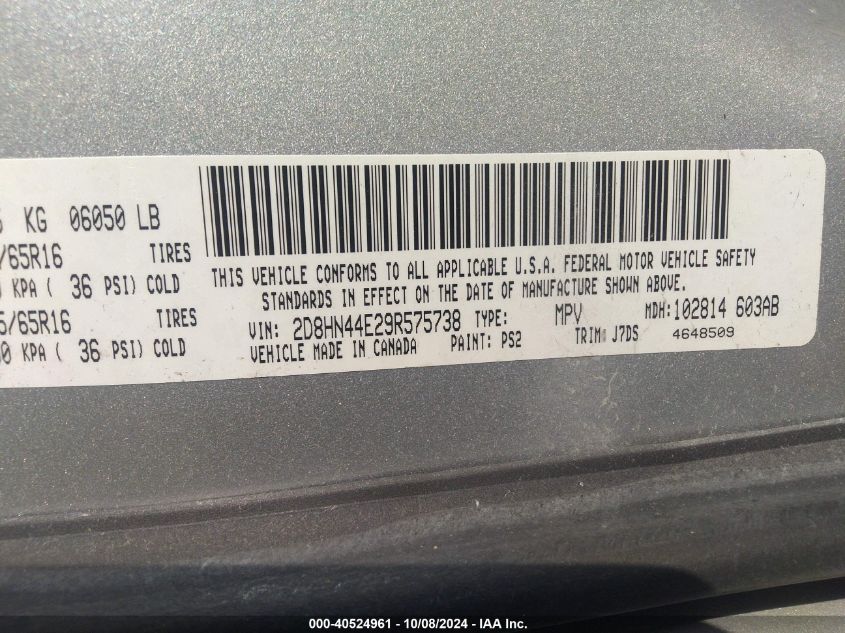 KG 06050 LB
/65R16 TIRES
KPA ( 36 PSI) COLD
5/65R16 TIRES
0 KPA ( 36 PSI) COLD
THIS VEHICLE CONFORMS TO ALL APPLICABLE U.S.A. FEDERAL MOTOR VEHICLE SAFETY
STANDARDS IN EFFECT ON THE DATE OF MANUFACTURE SHOWN ABOVE.
VIN: 2D8HN44E29R575738 TYPE: MPV MDH:102814 603AB
VEHICLE MADE IN CANADA PAINT: PS2 TRIM: J7DS 4648509
000-40524961 - 10/08/2024 - IAA Inc.